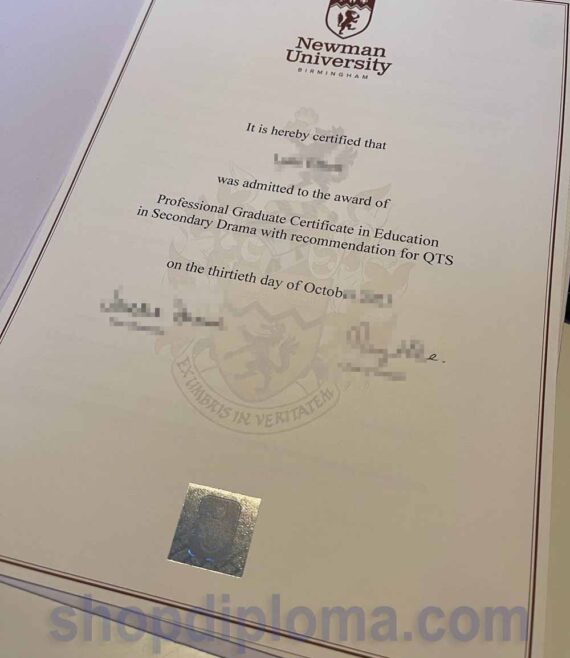 Newman
University
BIRMINGHAM
It is hereby certified that
was admitted to the award of
Professional Graduate Certificate in Education
in Secondary Drama with recommendation for QTS
on the thirtieth day of Octob
EX UMBRIS IN VERITATEM
shopdiploma.com